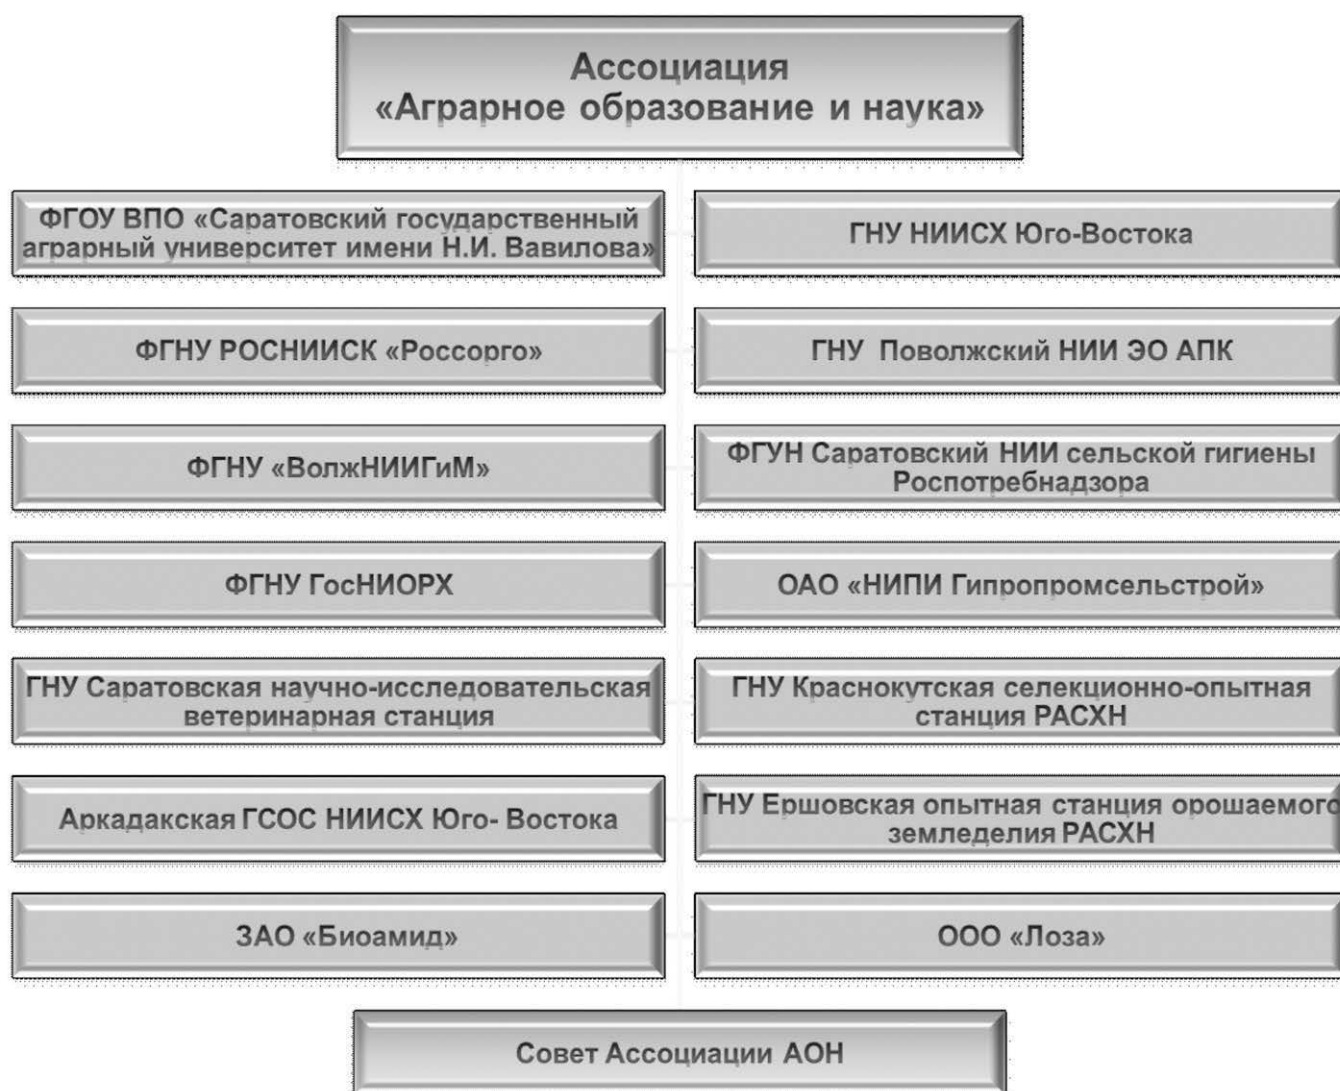 Ассоциация
«Аграрное образование и наука»
ФГОУ ВПО «Саратовский государственный
аграрный университет имени Н.И. Вавилова»
ГНУ НИИСХ Юго-Востока
ФГНУ РОСНИИСК «Россорго»
ГНУ Поволжский НИИ ЭО АПК
ФГНУ «ВолжНИИГиМ»
ФГУН Саратовский НИИ сельской гигиены
Роспотребнадзора
ФГНУ ГосНИОРХ
ОАО «НИПИ Гипропромсельстрой»
ГНУ Саратовская научно-исследовательская
ветеринарная станция
ГНУ Краснокутская селекционно-опытная
станция РАСХН
Аркадакская ГСОС НИИСХ Юго- Востока
ГНУ Ершовская опытная станция орошаемого
земледелия РАСХН
ЗАО «Биоамид»
ООО «Лоза»
Совет Ассоциации АОН